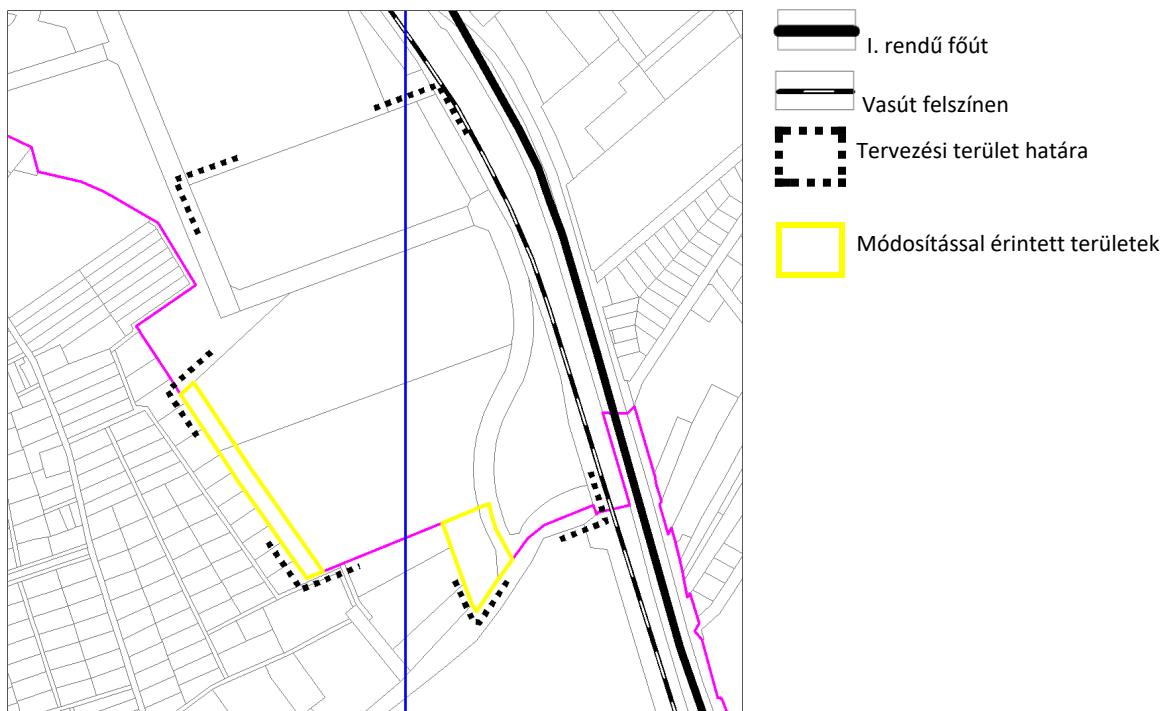 I. rendű főút
Vasút felszínen
Tervezési terület határa
Módosítással érintett területek